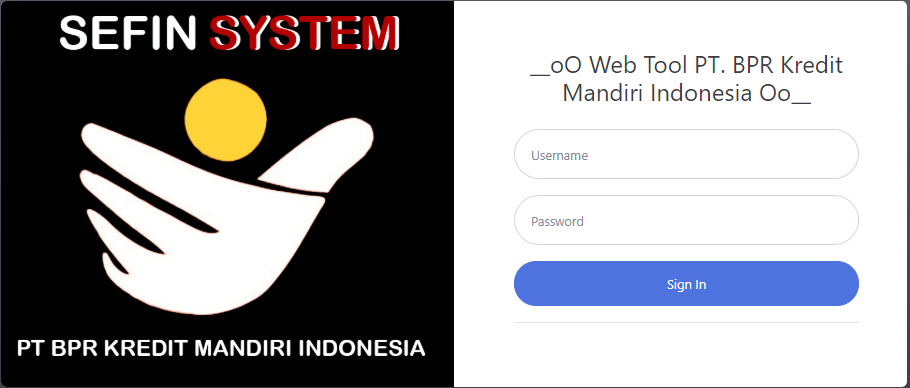 SEFIN SYSTEM
PT BPR KREDIT MANDIRI INDONESIA
__oO Web Tool PT. BPR Kredit
Mandiri Indonesia Oo__
Username
Password
Sign In